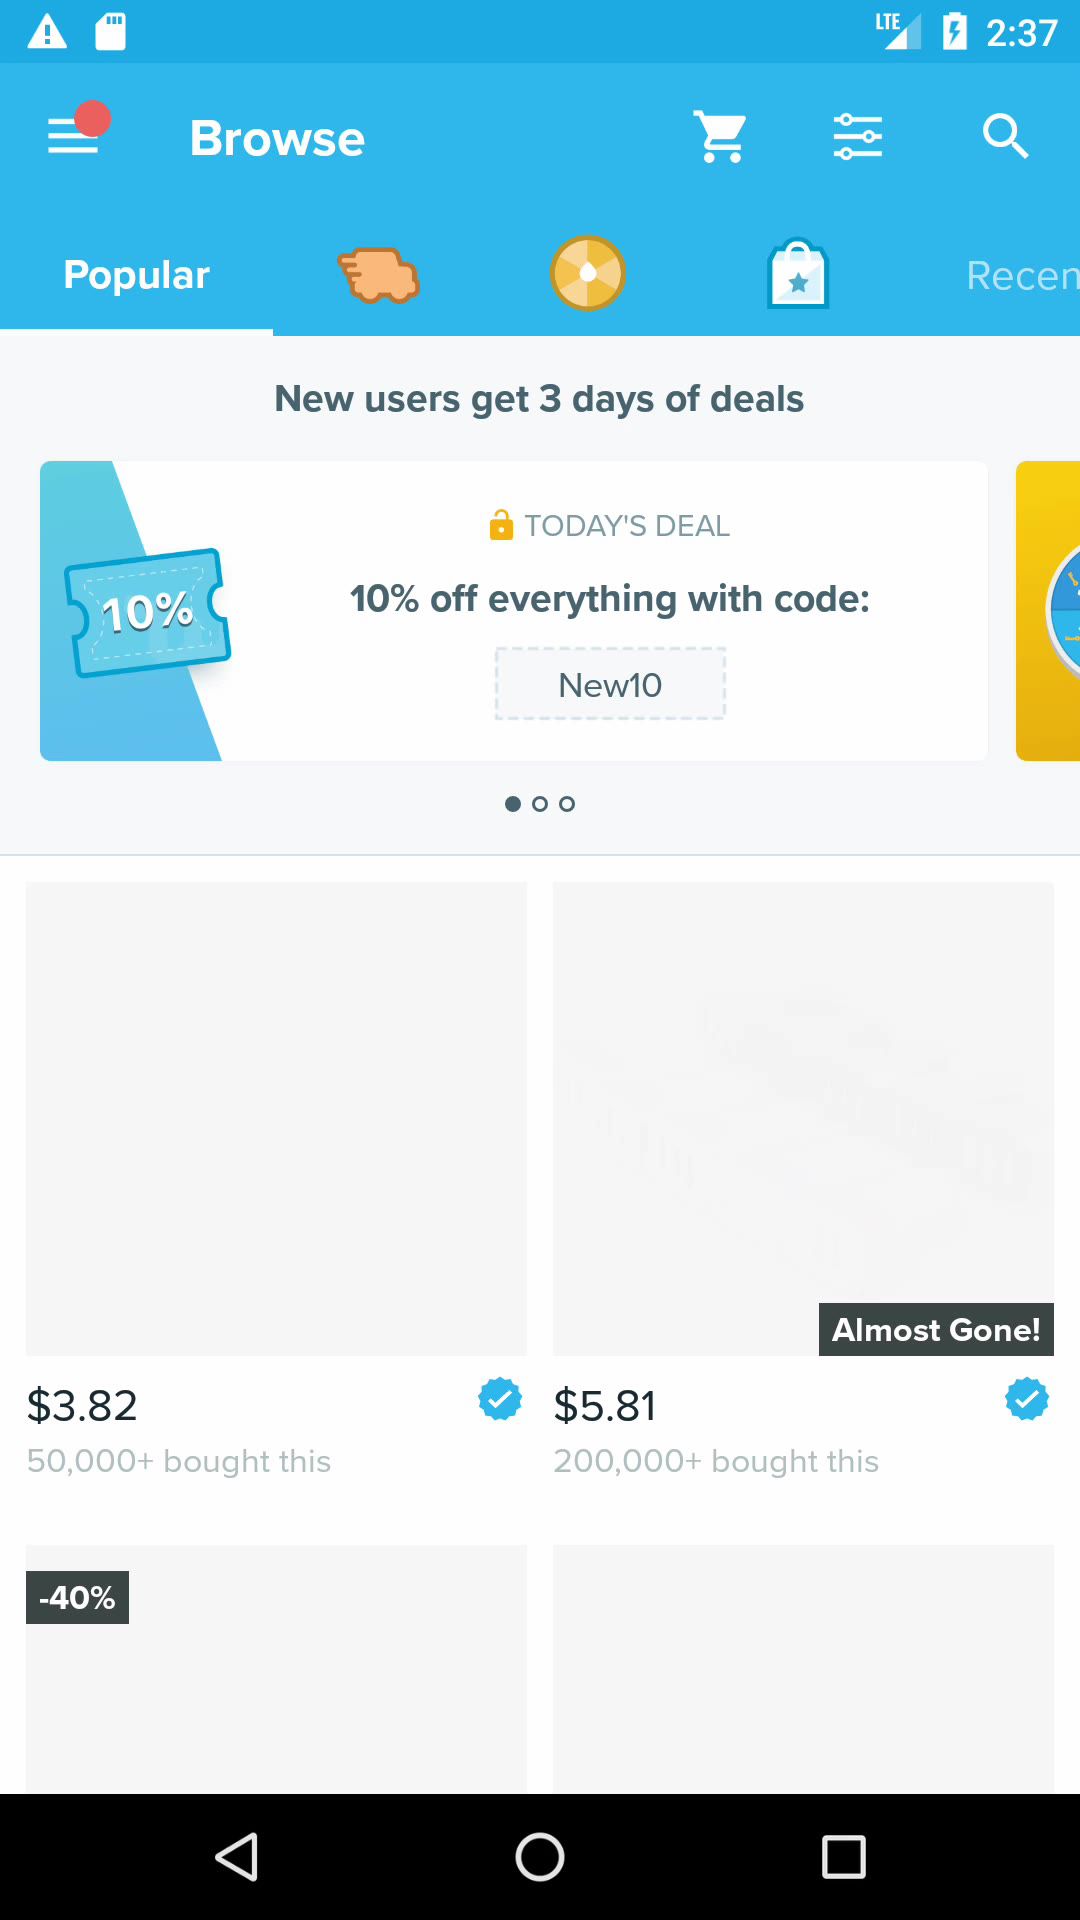 LTE 2:37
Browse
Popular
Recen
New users get 3 days of deals
TODAY'S DEAL
10% off everything with code:
10%
New10
Almost Gone!
$3.82
$5.81
50,000+ bought this
200,000+ bought this
-40%